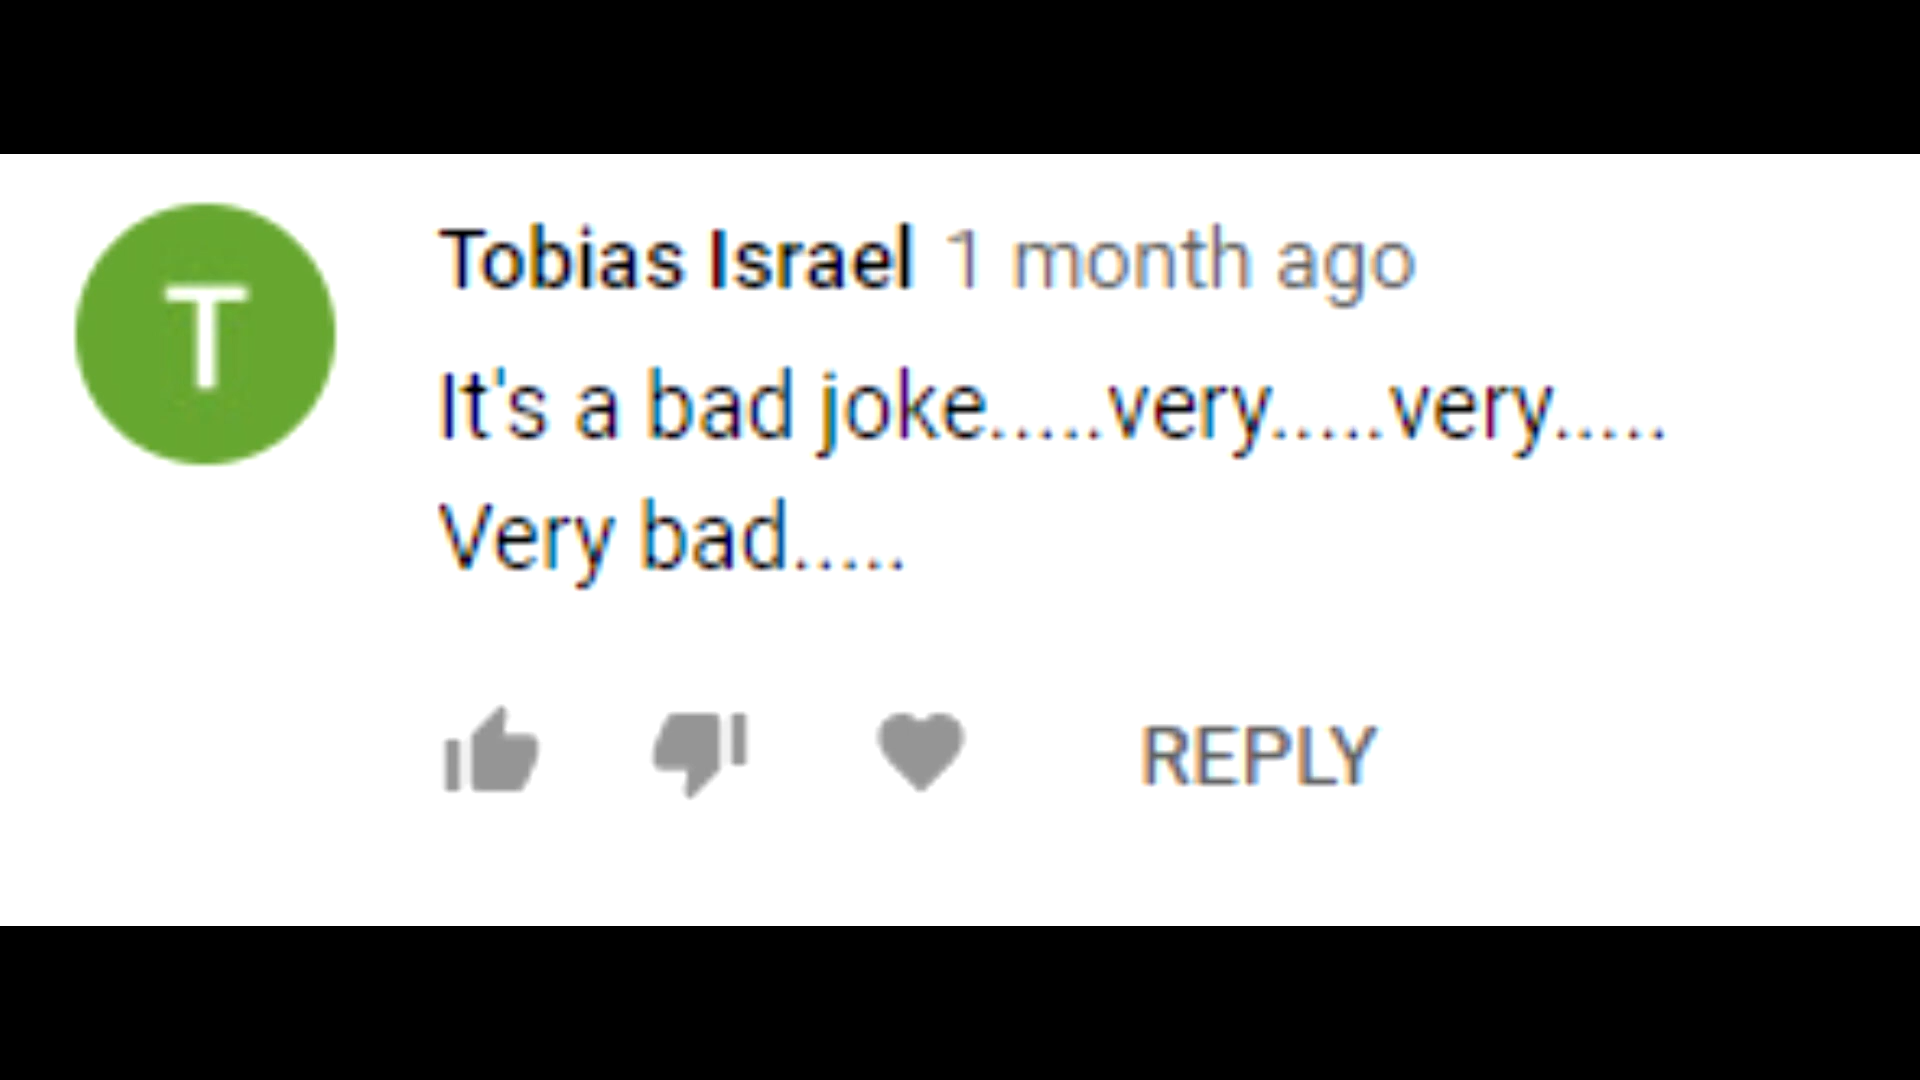 T
Tobias Israel 1 month ago
It's a bad joke.....very.....very.....
Very bad.....
REPLY